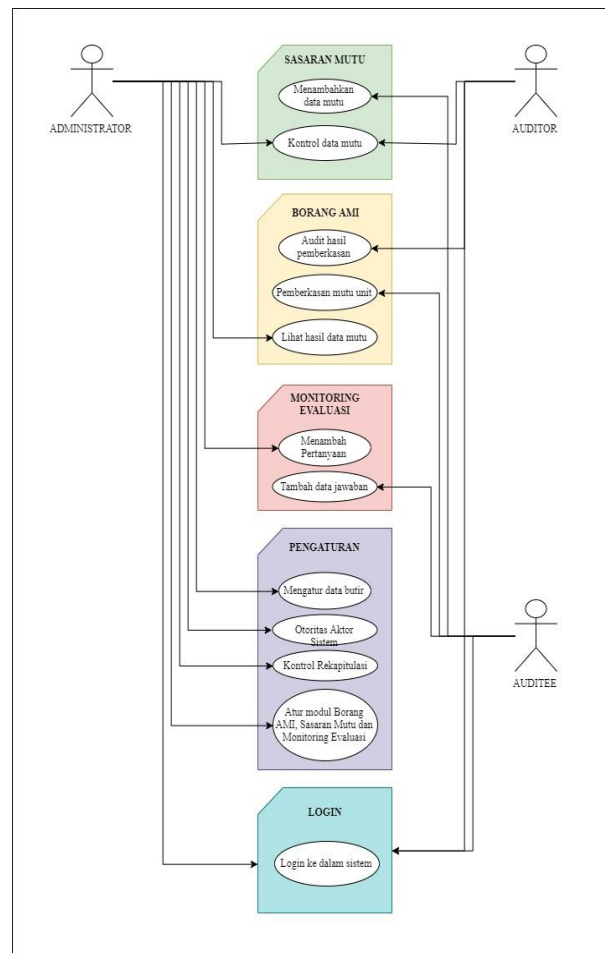 ADMINISTRATOR
AUDITOR
SASARAN MUTU
Menambahkan
data mutu
Kontrol data mutu
BORANG AMI
Audit hasil
pemberkasan
Pemberkasan mutu unit
Lihat hasil data mutu
MONITORING
EVALUASI
Menambah
Pertanyaan
Tambah data jawaban
PENGATURAN
Mengatur data butir
Otoritas Aktor
Sistem
Kontrol Rekapitulasi
Atur modul Borang
AMI, Sasaran Mutu dan
Monitoring Evaluasi
AUDITEE
LOGIN
Login ke dalam sistem